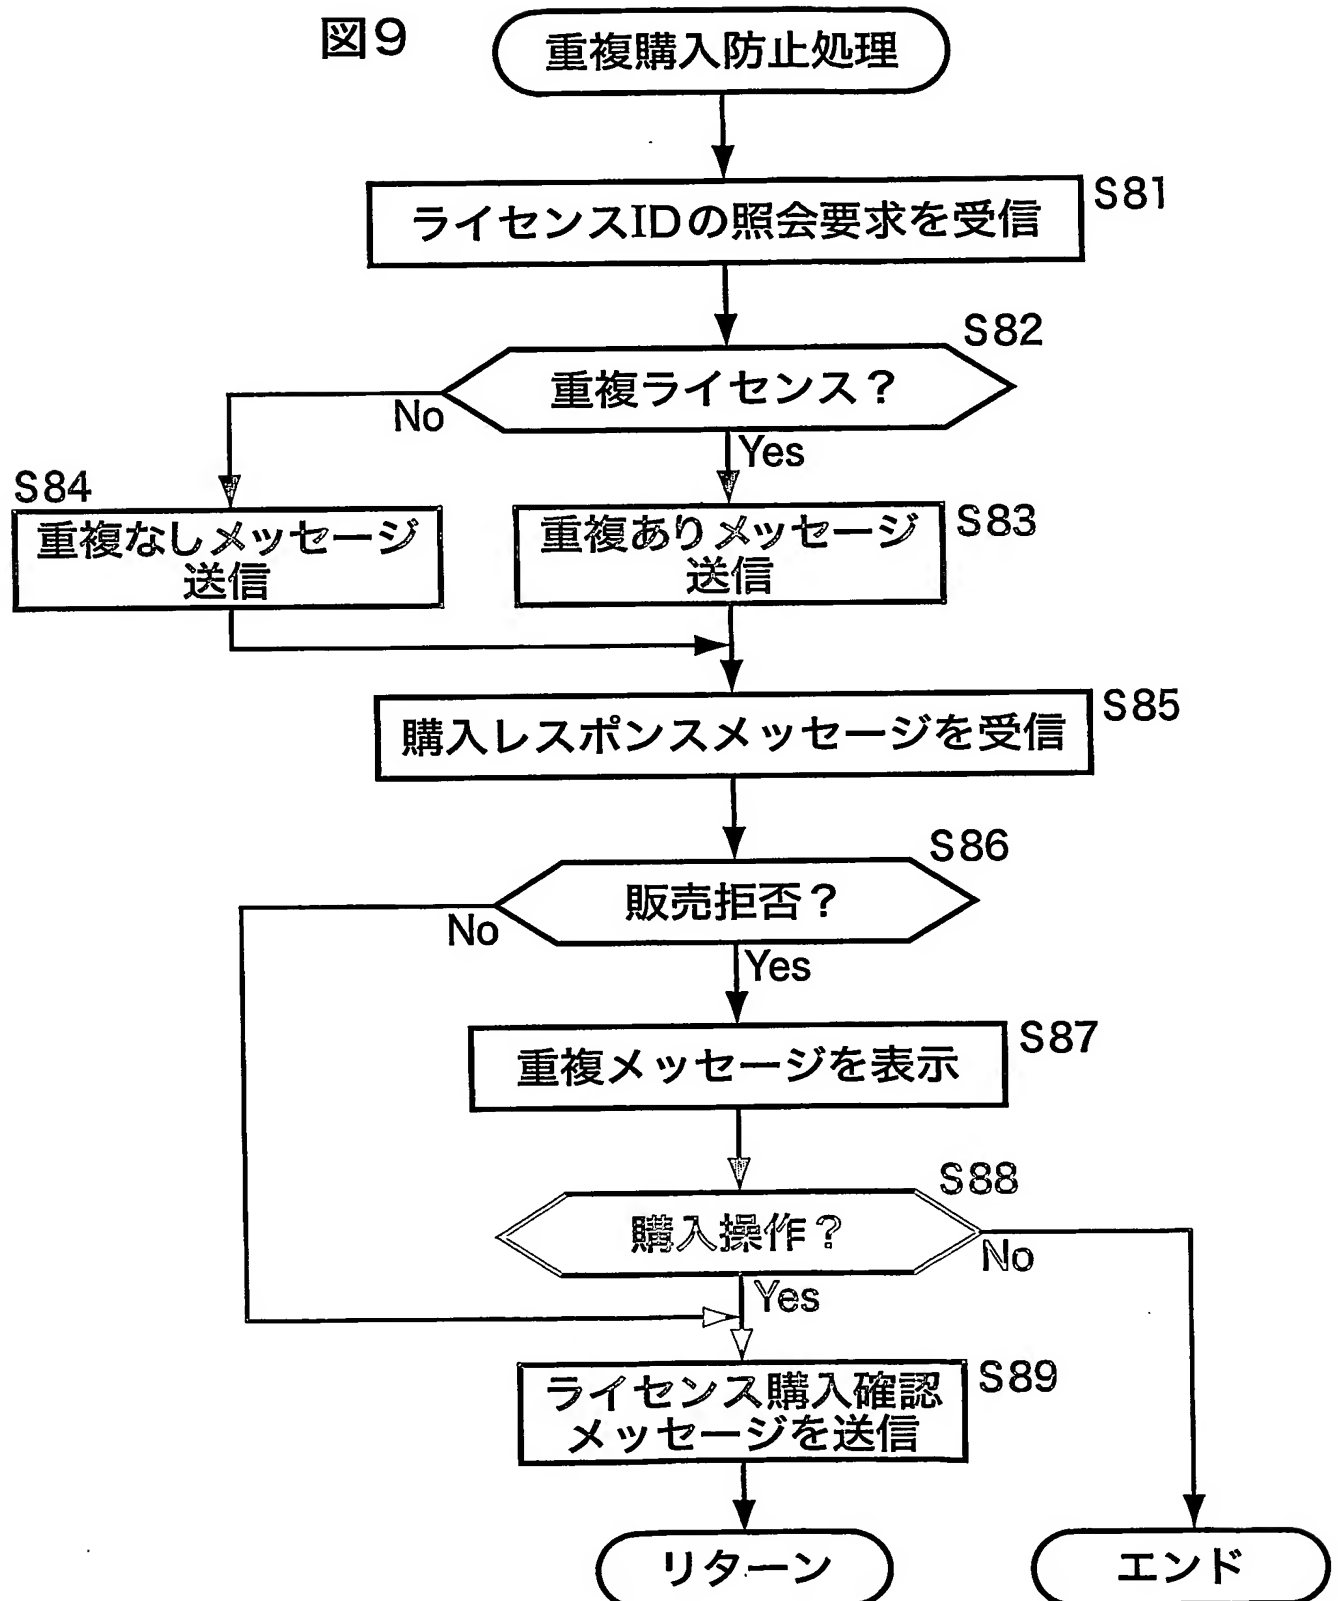 図9
重複購入防止処理
S81
ライセンスIDの照会要求を受信
S82
重複ライセンス?
No
Yes
S84
重複なしメッセージ
送信
S83
重複ありメッセージ
送信
S85
購入レスポンスメッセージを受信
S86
販売拒否?
No
Yes
S87
重複メッセージを表示
S88
購入操作?
No
Yes
S89
ライセンス購入確認
メッセージを送信
リターン
エンド